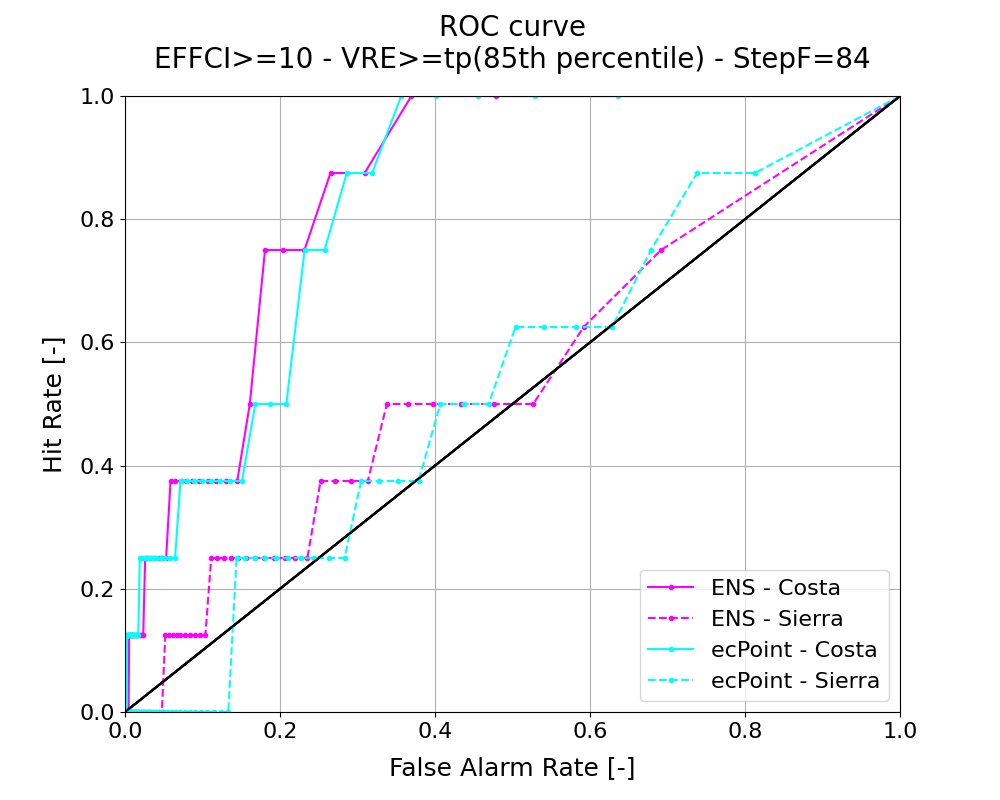 ROC curve
EFFCI>=10 - VRE>=tp(85th percentile) - StepF=84
1.0
0.8
0.6
0.4
0.2
0.0
Hit Rate [-]
0.0 0.2 0.4 0.6 0.8 1.0
False Alarm Rate [-]
ENS - Costa
ENS - Sierra
ecPoint - Costa
ecPoint - Sierra